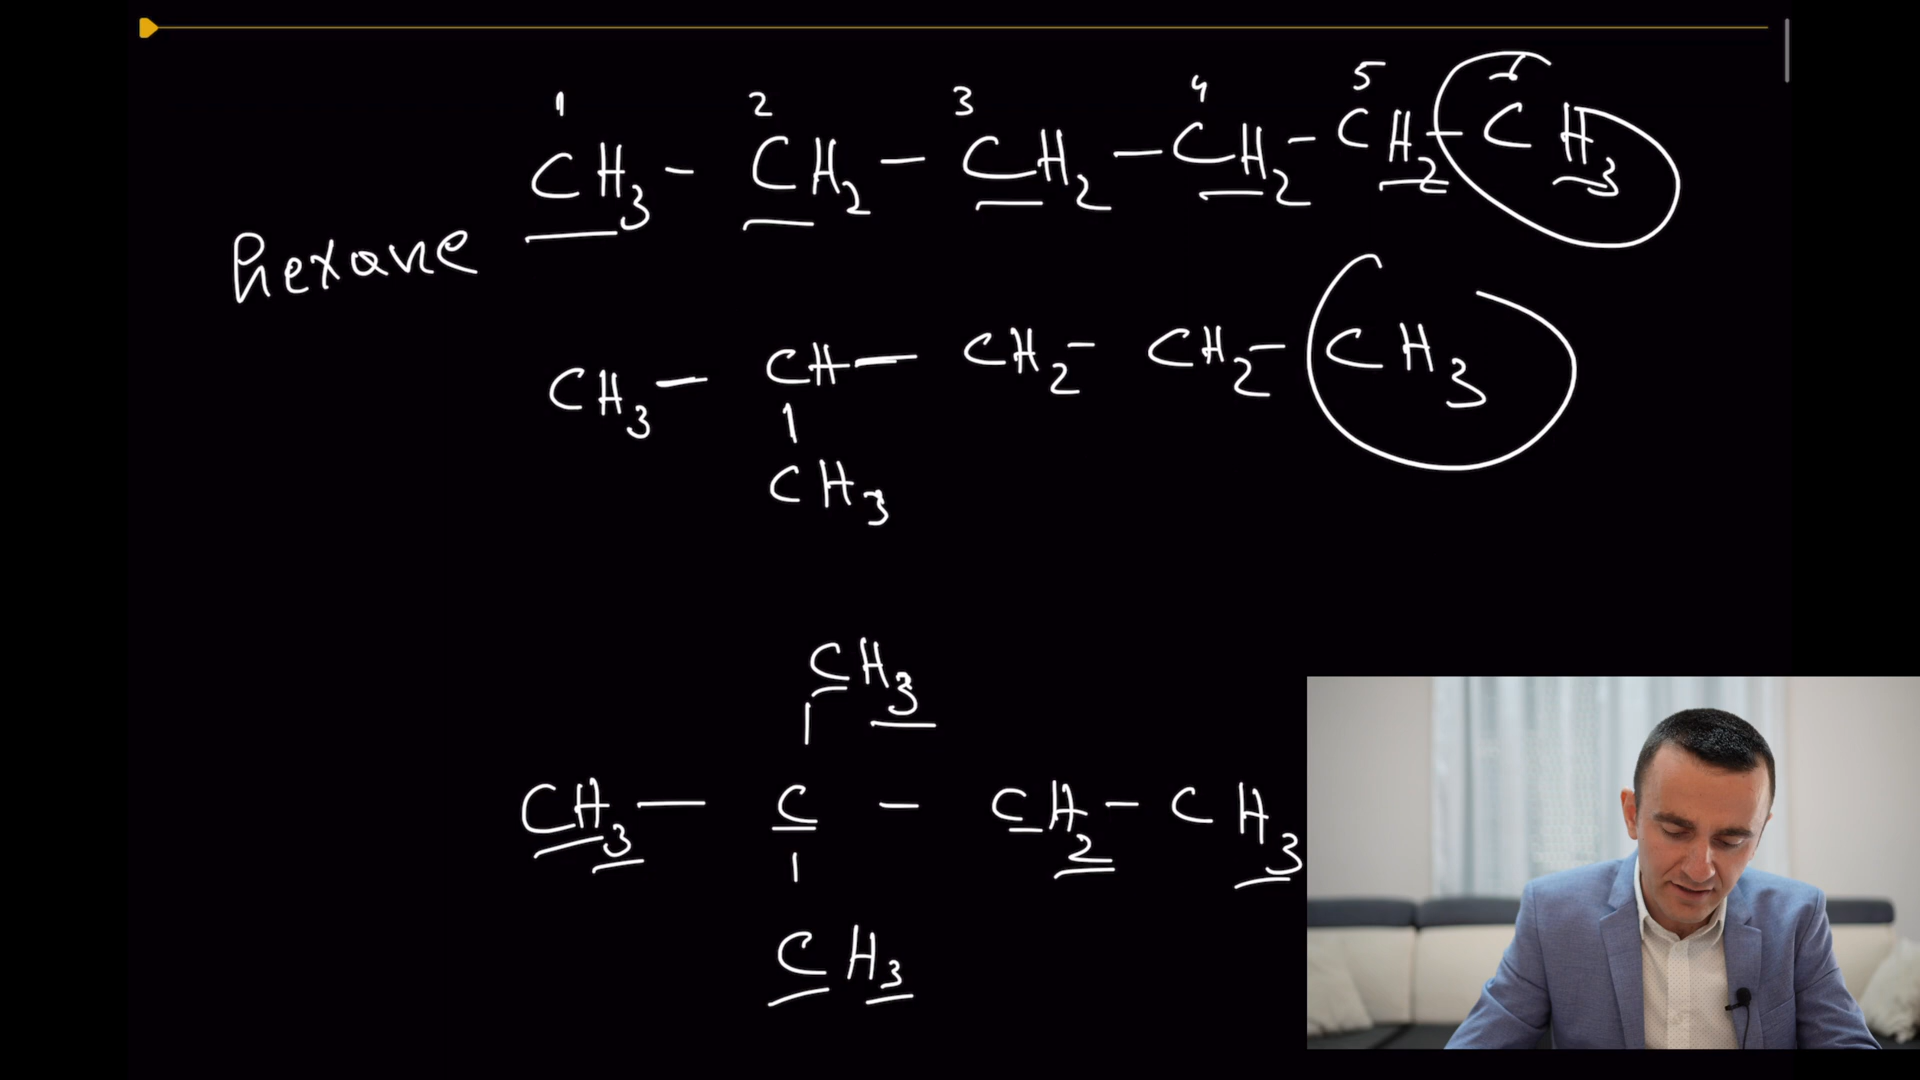 1 2 3 4 5 6
CH3 - CH2 - CH2 - CH2 - CH2 - CH3
hexane
CH3 - CH - CH2 - CH2 - CH3
|
CH3
CH3
|
CH3 - C - CH2 - CH3
|
CH3